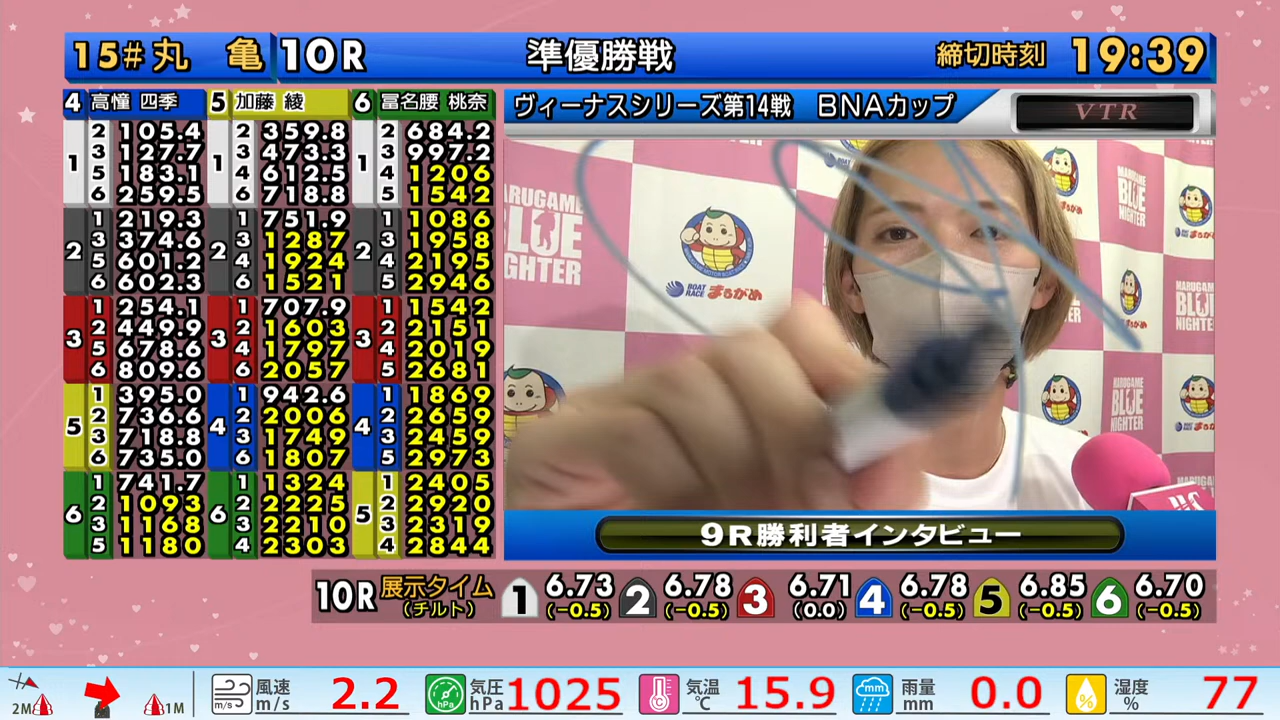 15# 丸 亀 10R 準優勝戦 締切時刻 19:39
4 高憧 四季 5 加藤 綾 6 冨名腰 桃奈
1 2 105.4 1 2 359.8 1 2 684.2
3 127.7 3 473.3 3 997.2
5 183.1 4 612.5 4 1206
6 259.5 6 718.8 5 1542
2 1 219.3 2 1 751.9 2 1 1086
3 374.6 3 1287 3 1958
5 601.2 4 1924 4 2195
6 602.3 6 1521 5 2946
3 1 254.1 3 1 707.9 3 1 1542
2 449.9 2 1603 2 2151
5 678.6 4 1797 4 2019
6 809.6 6 2057 5 2681
5 1 395.0 4 1 942.6 4 1 1869
2 736.6 2 2006 2 2659
3 718.8 3 1749 3 2459
6 735.0 6 1807 5 2973
6 1 741.7 6 1 1324 5 1 2405
2 1093 2 2225 2 2920
3 1168 3 2210 3 2319
5 1180 4 2303 4 2844
ヴィーナスシリーズ第14戦 BNAカップ
VTR
MARUGAME
BLUE
NIGHTER
BOAT RACE まるがめ
9R勝利者インタビュー
10R 展示タイム 1 6.73 2 6.78 3 6.71 4 6.78 5 6.85 6 6.70
(チルト) (-0.5) (-0.5) (0.0) (-0.5) (-0.5) (-0.5)
2M 1M 風速 m/s 2.2 気圧 hPa 1025 気温 ℃ 15.9 雨量 mm 0.0 湿度 % 77